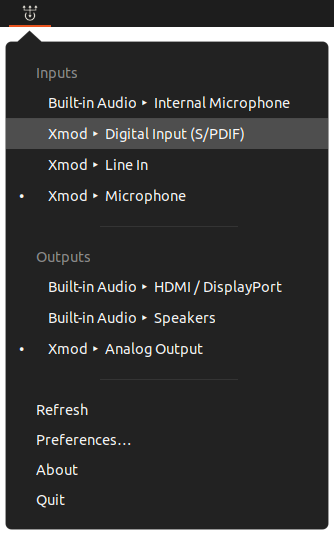 Inputs
Built-in Audio ‣ Internal Microphone
Xmod ‣ Digital Input (S/PDIF)
Xmod ‣ Line In
• Xmod ‣ Microphone
Outputs
Built-in Audio ‣ HDMI / DisplayPort
Built-in Audio ‣ Speakers
• Xmod ‣ Analog Output
Refresh
Preferences…
About
Quit